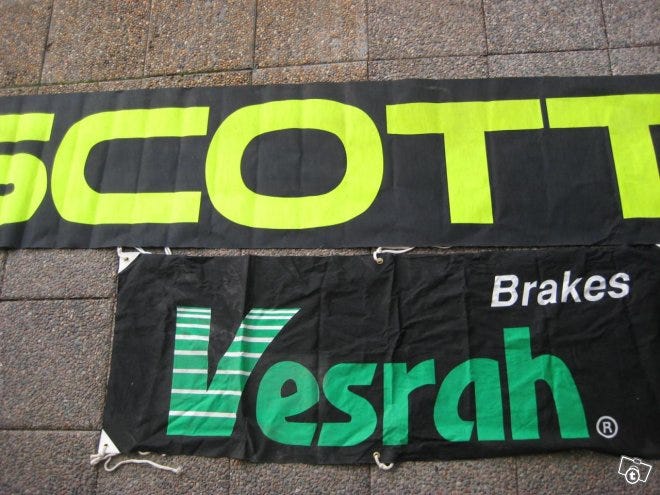 SCOTT
Brakes
Vesrah ®
t